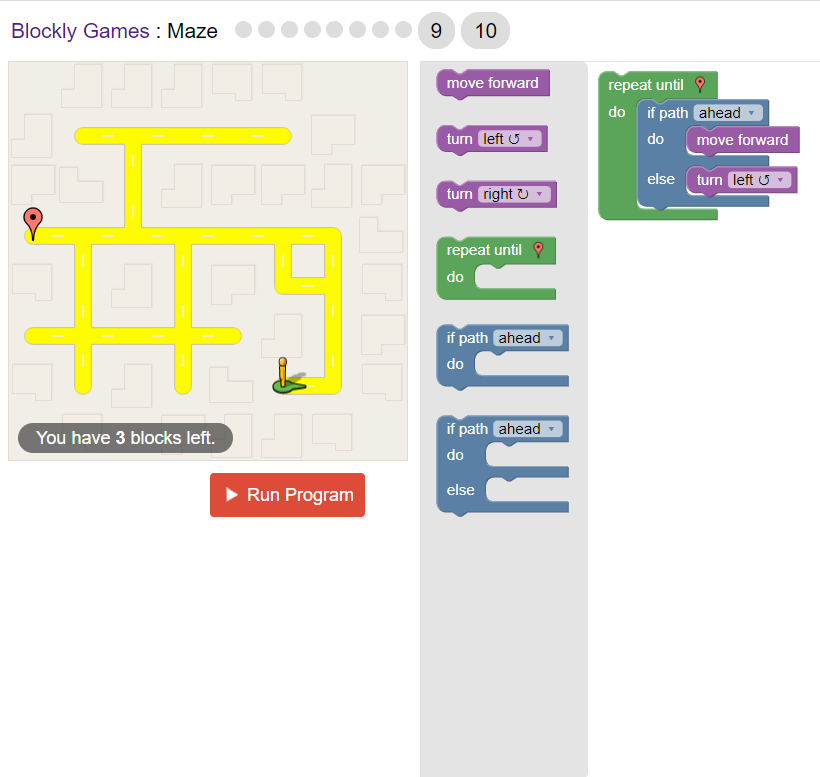 Blockly Games : Maze 9 10
You have 3 blocks left.
Run Program
move forward
turn left ↺ ▾
turn right ↻ ▾
repeat until
do
if path ahead ▾
do
if path ahead ▾
do
else
repeat until
do if path ahead ▾
do move forward
else turn left ↺ ▾